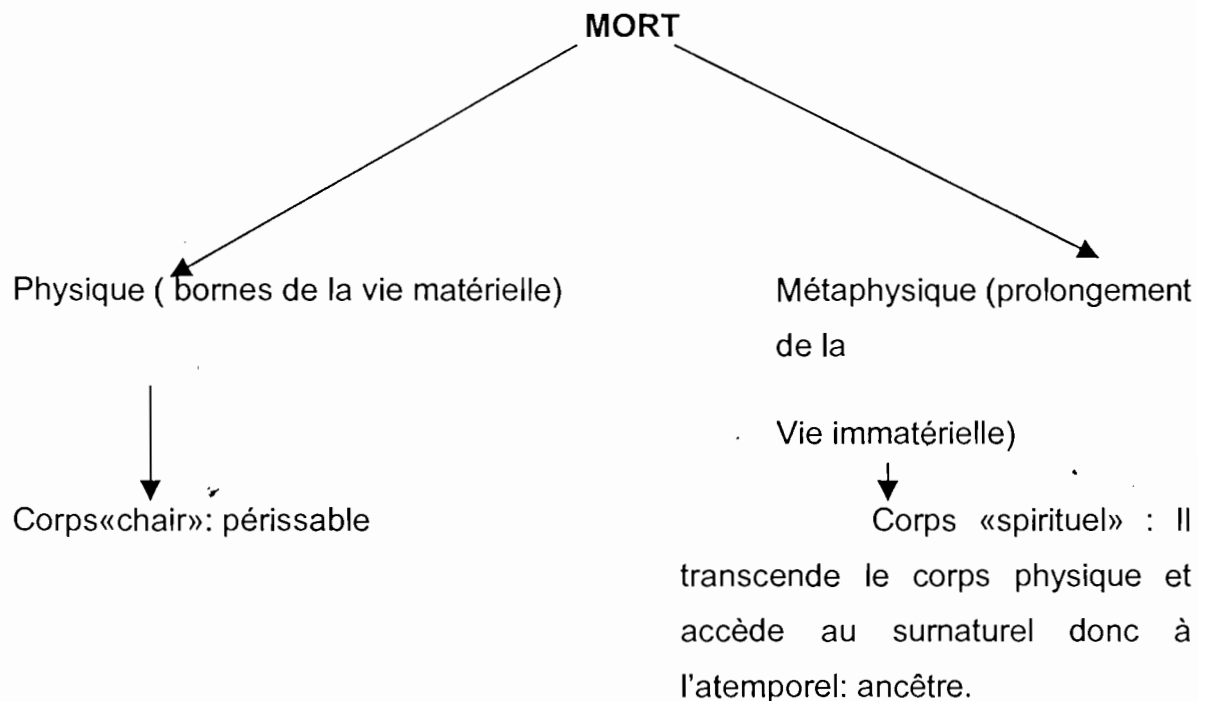 MORT
Physique ( bornes de la vie matérielle)
Métaphysique (prolongement
de la
Vie immatérielle)
Corps«chair»: périssable
Corps «spirituel» : Il
transcende le corps physique et
accède au surnaturel donc à
l'atemporel: ancêtre.